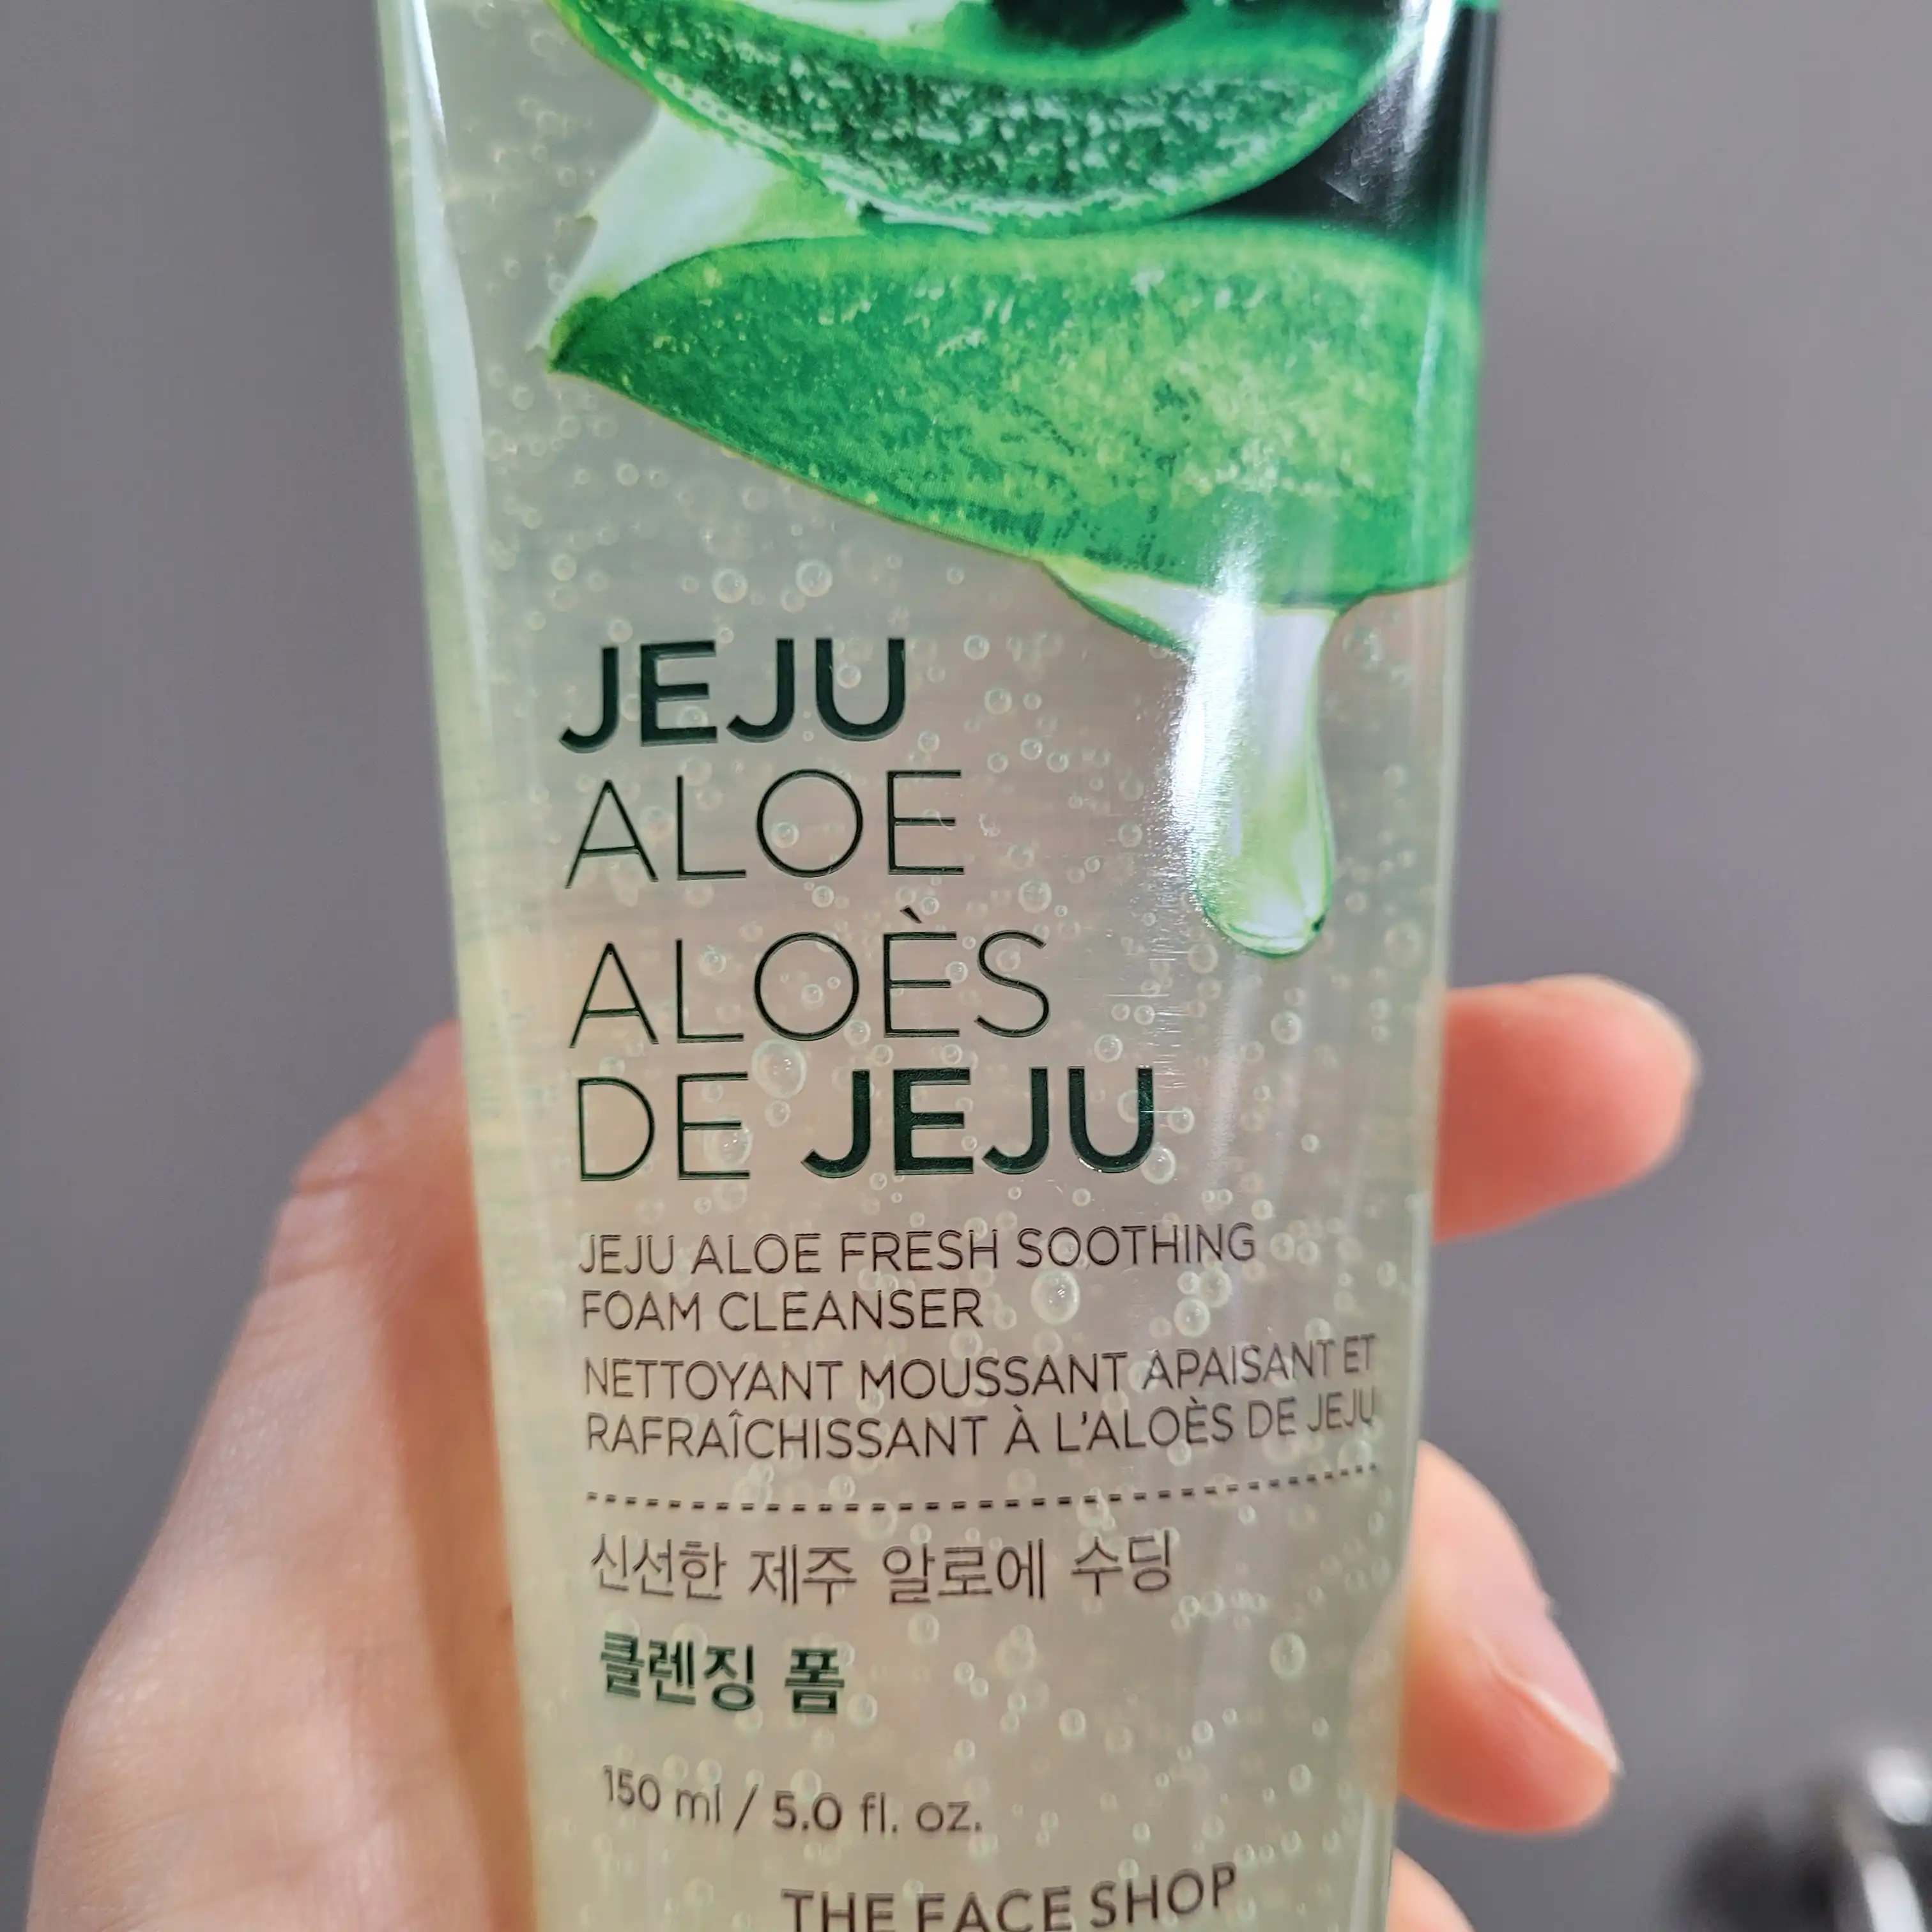 JEJU
ALOE
ALOÈS
DE JEJU
JEJU ALOE FRESH SOOTHING
FOAM CLEANSER
NETTOYANT MOUSSANT APAISANT ET
RAFRAÎCHISSANT À L'ALOÈS DE JEJU
신선한 제주 알로에 수딩
클렌징 폼
150 ml / 5.0 fl. oz.
THE FACE SHOP